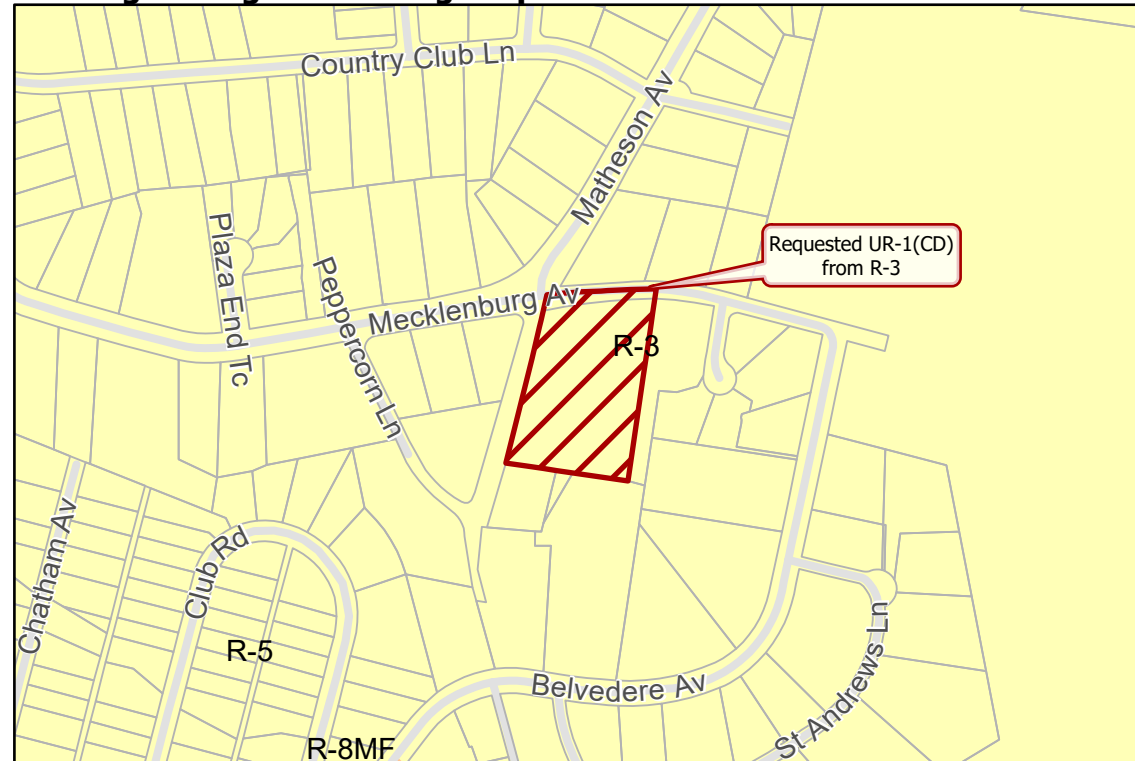 Country Club Ln
Matheson Av
Requested UR-1(CD)
from R-3
Plaza End Tc
Peppercorn Ln
Mecklenburg Av
R-3
Chatham Av
Club Rd
R-5
Belvedere Av
St Andrews Ln
R-8MF